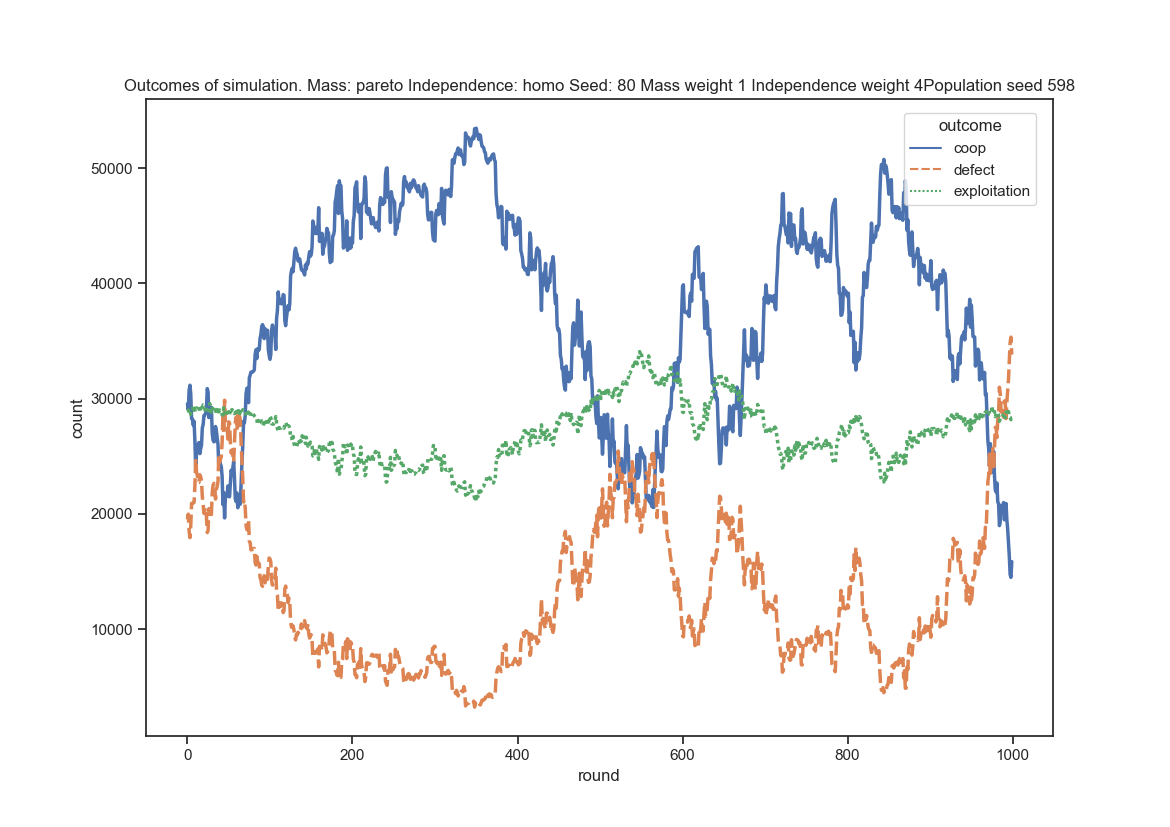 Outcomes of simulation. Mass: pareto Independence: homo Seed: 80 Mass weight 1 Independence weight 4Population seed 598
outcome
coop
defect
exploitation
50000
40000
30000
20000
10000
count
0 200 400 600 800 1000
round